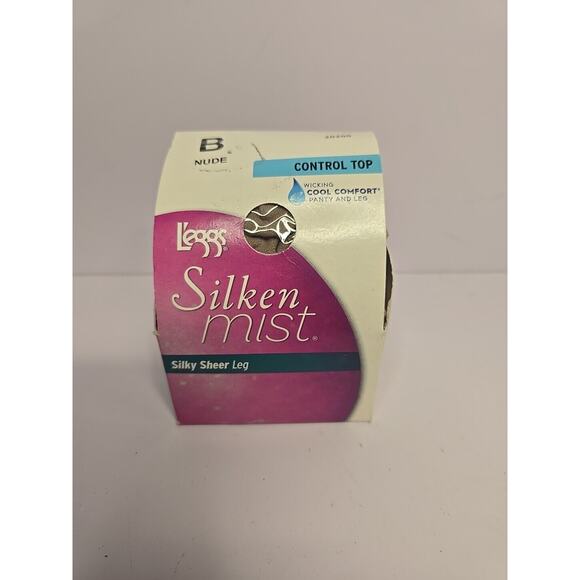 B
NUDE
CONTROL TOP
WICKING
COOL COMFORT®
PANTY AND LEG
L'eggs®
Silken
mist®
Silky Sheer Leg